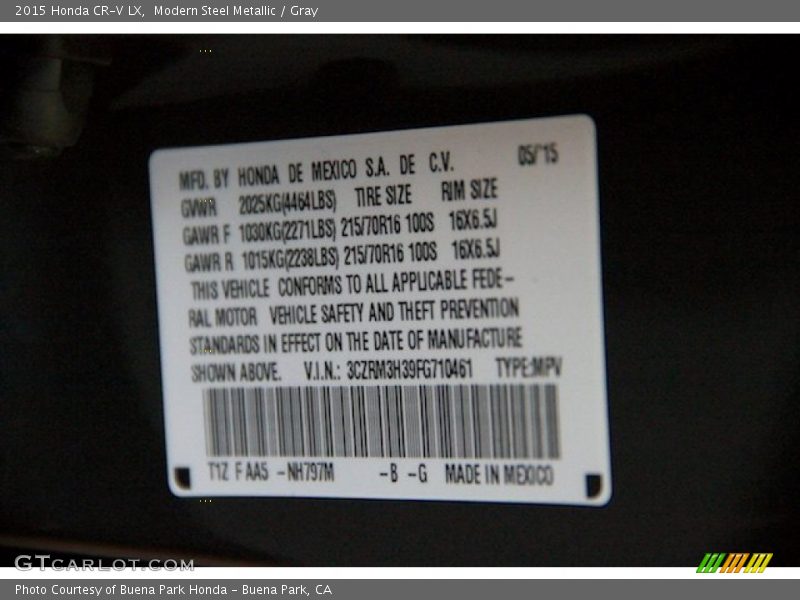 2015 Honda CR-V LX, Modern Steel Metallic / Gray
MFD. BY HONDA DE MEXICO S.A. DE C.V. 05/'15
GVWR 2025KG(4464LBS) TIRE SIZE RIM SIZE
GAWR F 1030KG(2271LBS) 215/70R16 100S 16X6.5J
GAWR R 1015KG(2238LBS) 215/70R16 100S 16X6.5J
THIS VEHICLE CONFORMS TO ALL APPLICABLE FEDE-
RAL MOTOR VEHICLE SAFETY AND THEFT PREVENTION
STANDARDS IN EFFECT ON THE DATE OF MANUFACTURE
SHOWN ABOVE. V.I.N.: 3CZRM3H39FG710461 TYPE:MPV
T1Z F AA5 -NH797M -B -G MADE IN MEXICO
GTCARLOT.COM
Photo Courtesy of Buena Park Honda - Buena Park, CA